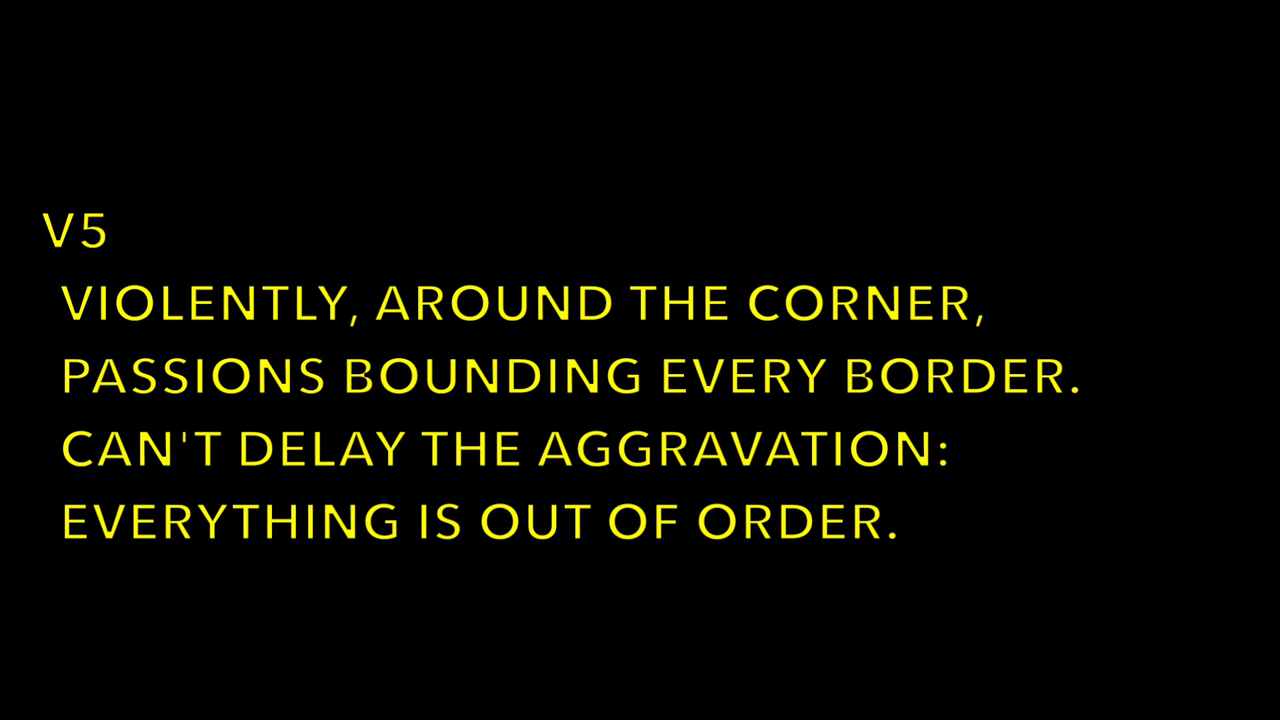 V5
VIOLENTLY, AROUND THE CORNER,
PASSIONS BOUNDING EVERY BORDER.
CAN'T DELAY THE AGGRAVATION:
EVERYTHING IS OUT OF ORDER.